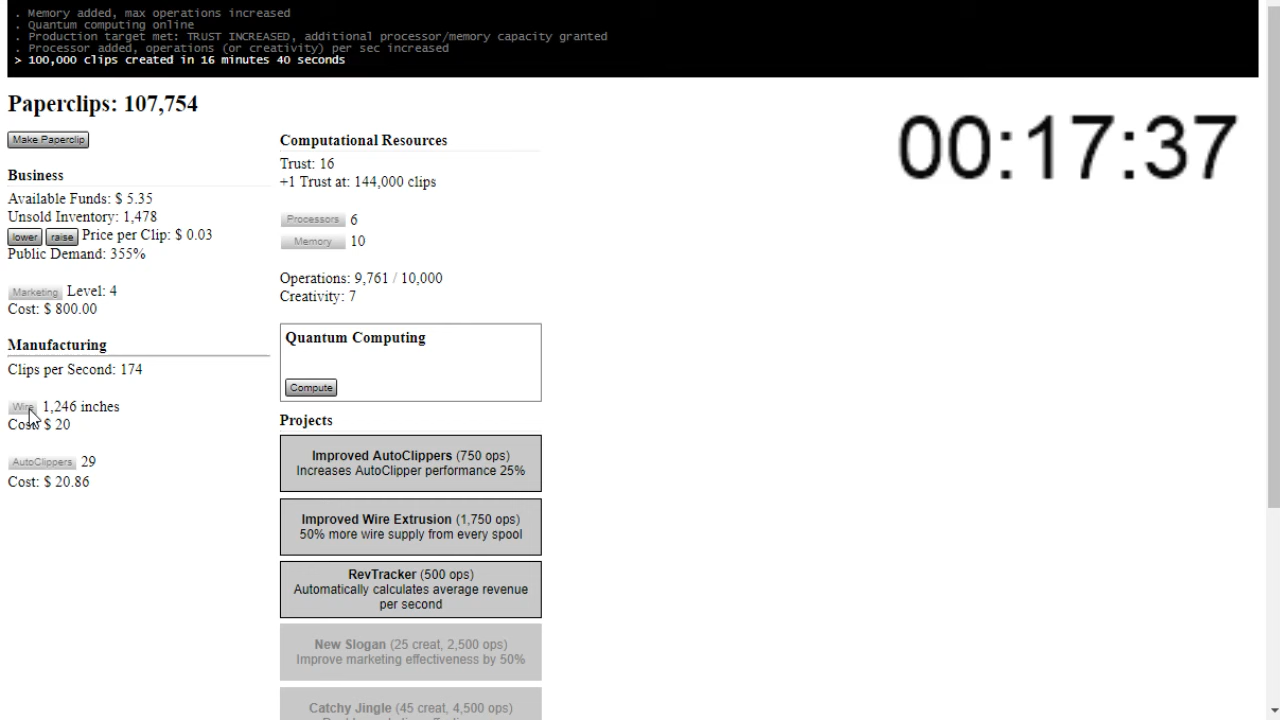 . Memory added, max operations increased
. Quantum computing online
. Production target met: TRUST INCREASED, additional processor/memory capacity granted
. Processor added, operations (or creativity) per sec increased
> 100,000 clips created in 16 minutes 40 seconds
Paperclips: 107,754
00:17:37
Make Paperclip
Business
Available Funds: $ 5.35
Unsold Inventory: 1,478
lower raise Price per Clip: $ 0.03
Public Demand: 355%
Marketing Level: 4
Cost: $ 800.00
Manufacturing
Clips per Second: 174
Wire 1,246 inches
Cost: $ 20
AutoClippers 29
Cost: $ 20.86
Computational Resources
Trust: 16
+1 Trust at: 144,000 clips
Processors 6
Memory 10
Operations: 9,761 / 10,000
Creativity: 7
Quantum Computing
Compute
Projects
Improved AutoClippers (750 ops)
Increases AutoClipper performance 25%
Improved Wire Extrusion (1,750 ops)
50% more wire supply from every spool
RevTracker (500 ops)
Automatically calculates average revenue
per second
New Slogan (25 creat, 2,500 ops)
Improve marketing effectiveness by 50%
Catchy Jingle (45 creat, 4,500 ops)